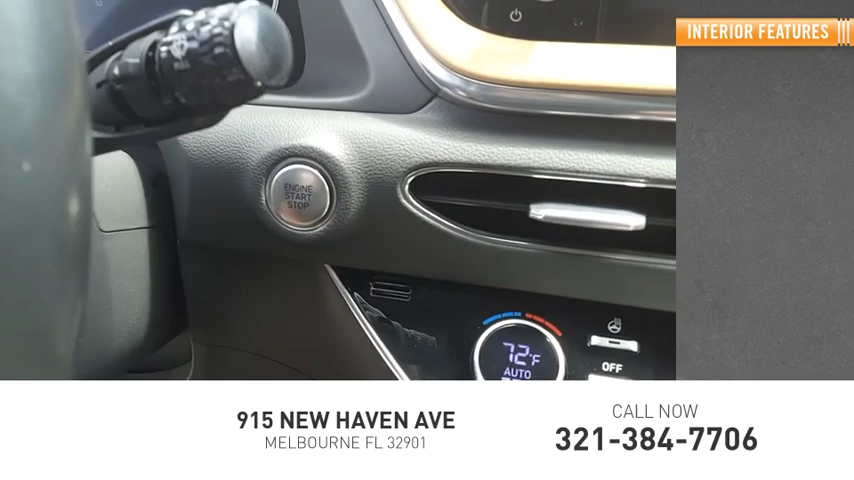 INTERIOR FEATURES
ENGINE
START
STOP
72°F
AUTO
OFF
915 NEW HAVEN AVE
MELBOURNE FL 32901
CALL NOW
321-384-7706